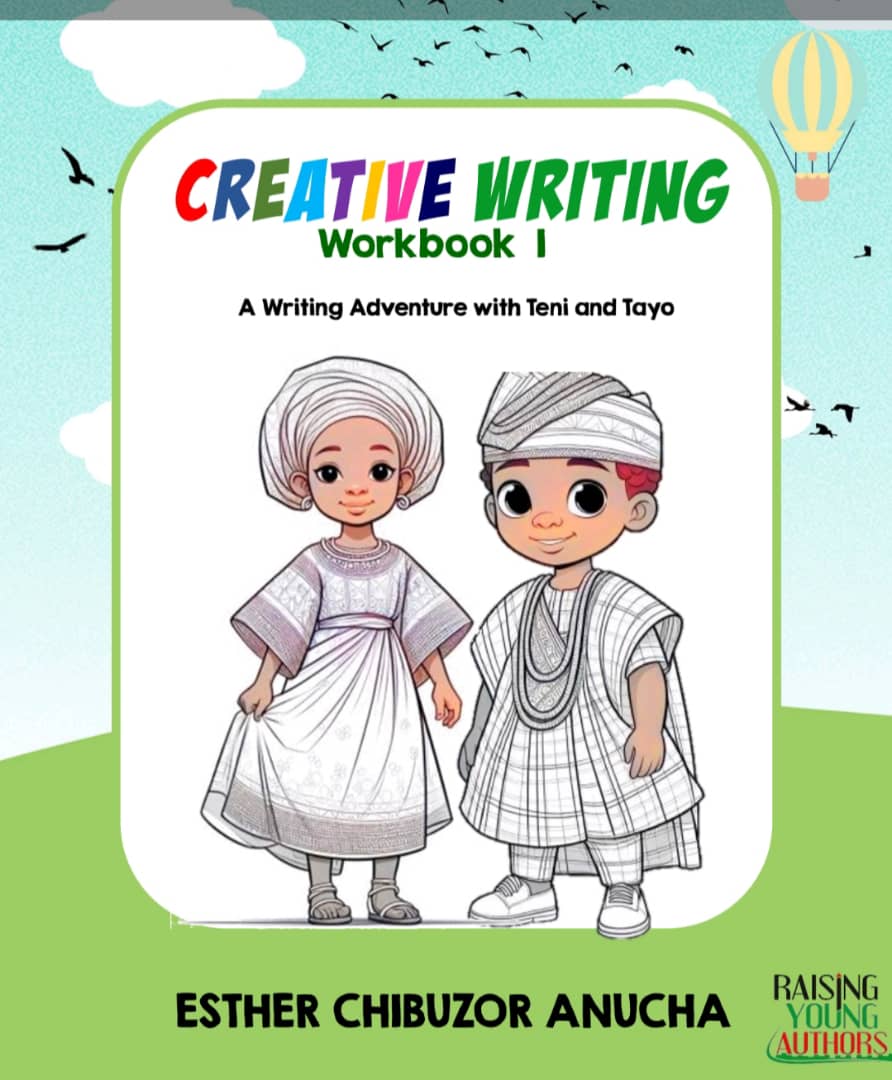 CREATIVE WRITING
Workbook 1
A Writing Adventure with Teni and Tayo
ESTHER CHIBUZOR ANUCHA
RAISING
YOUNG
AUTHORS